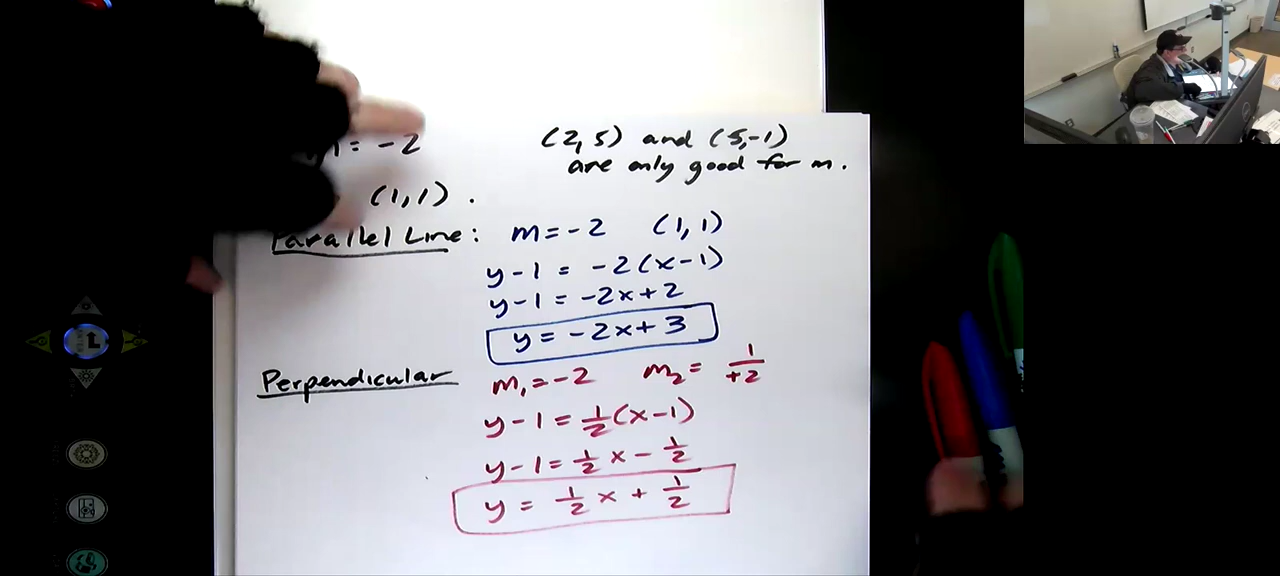 = -2
(2,5) and (5,-1)
are only good for m.
(1,1).
Parallel Line: m = -2 (1,1)
y - 1 = -2(x-1)
y - 1 = -2x + 2
y = -2x + 3
Perpendicular m₁ = -2 m₂ = 1/+2
y - 1 = 1/2(x-1)
y - 1 = 1/2 x - 1/2
y = 1/2 x + 1/2